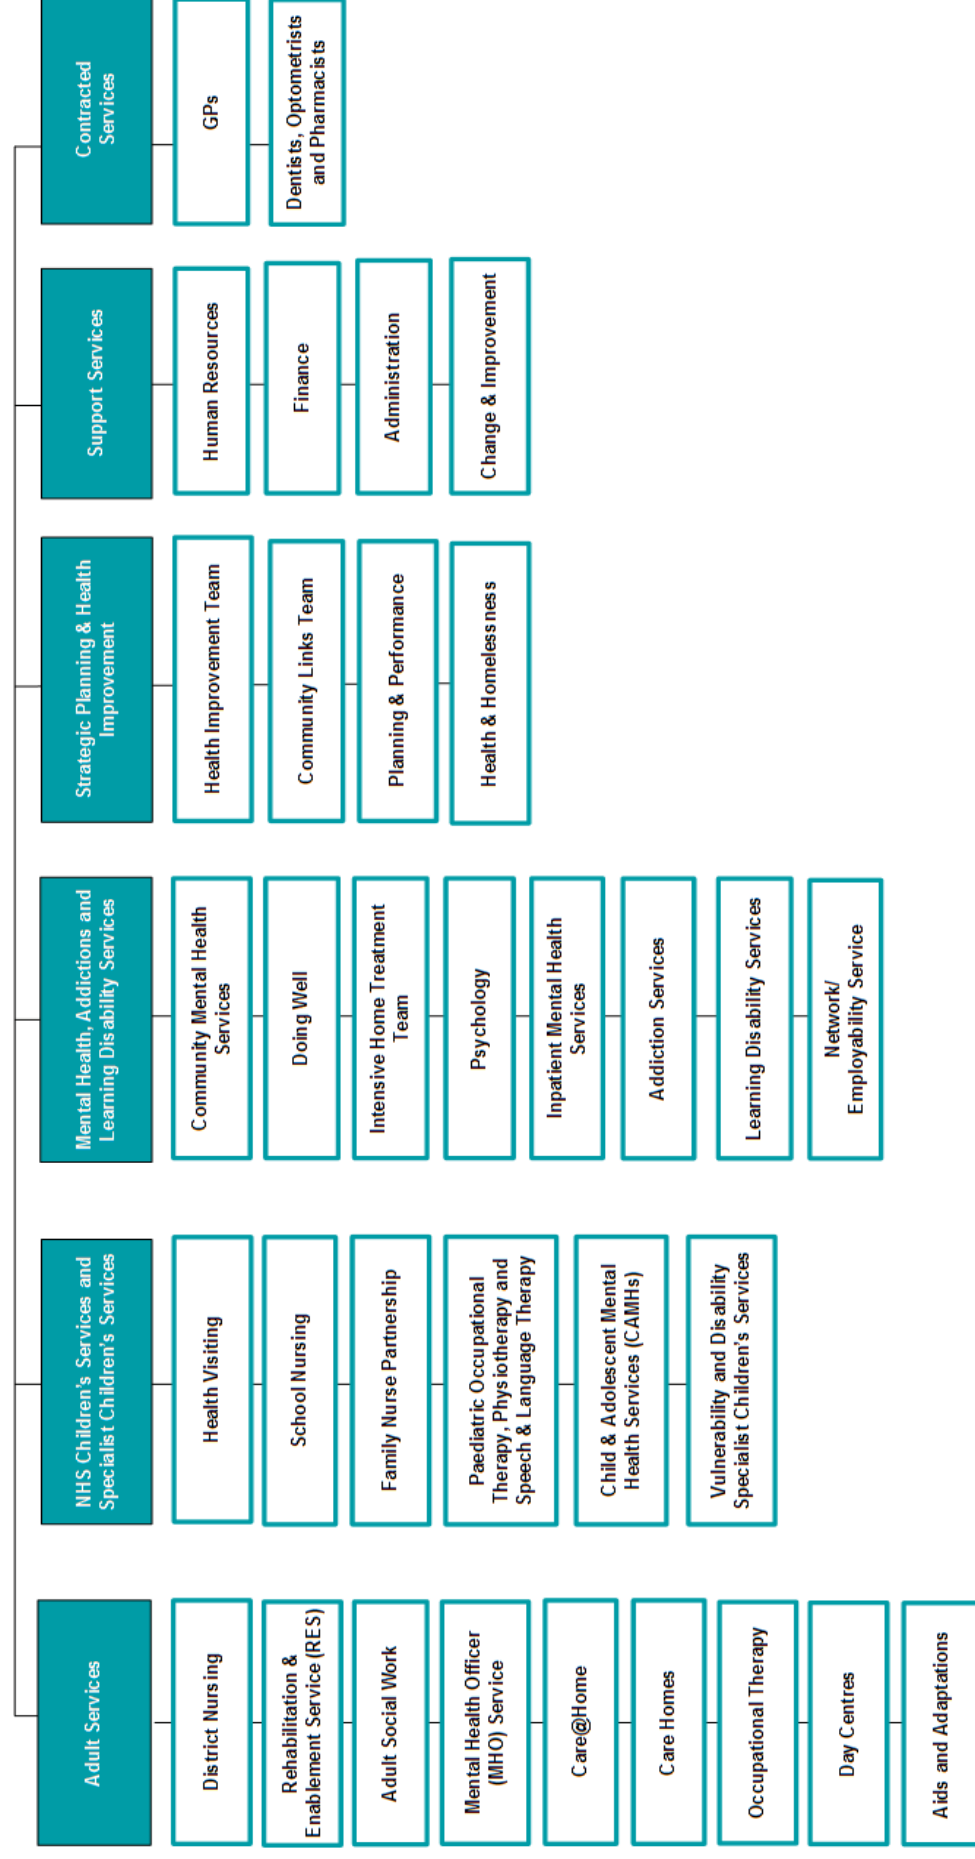 Adult Services
District Nursing
Rehabilitation &
Enablement Service (RES)
Adult Social Work
Mental Health Officer
(MHO) Service
Care@Home
Care Homes
Occupational Therapy
Day Centres
Aids and Adaptations
NHS Children's Services and
Specialist Children's Services
Health Visiting
School Nursing
Family Nurse Partnership
Paediatric Occupational
Therapy, Physiotherapy and
Speech & Language Therapy
Child & Adolescent Mental
Health Services (CAMHs)
Vulnerability and Disability
Specialist Children's Services
Mental Health, Addictions and
Learning Disability Services
Community Mental Health
Services
Doing Well
Intensive Home Treatment
Team
Psychology
Inpatient Mental Health
Services
Addiction Services
Learning Disability Services
Network/
Employability Service
Strategic Planning & Health
Improvement
Health Improvement Team
Community Links Team
Planning & Performance
Health & Homelessness
Support Services
Human Resources
Finance
Administration
Change & Improvement
Contracted
Services
GPs
Dentists, Optometrists
and Pharmacists